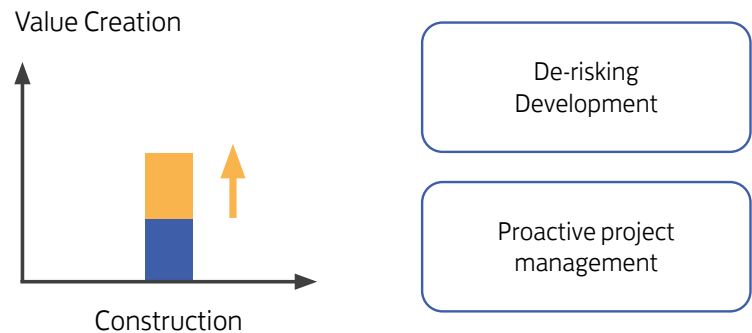 Value Creation
De-risking
Development
Proactive project
management
Construction